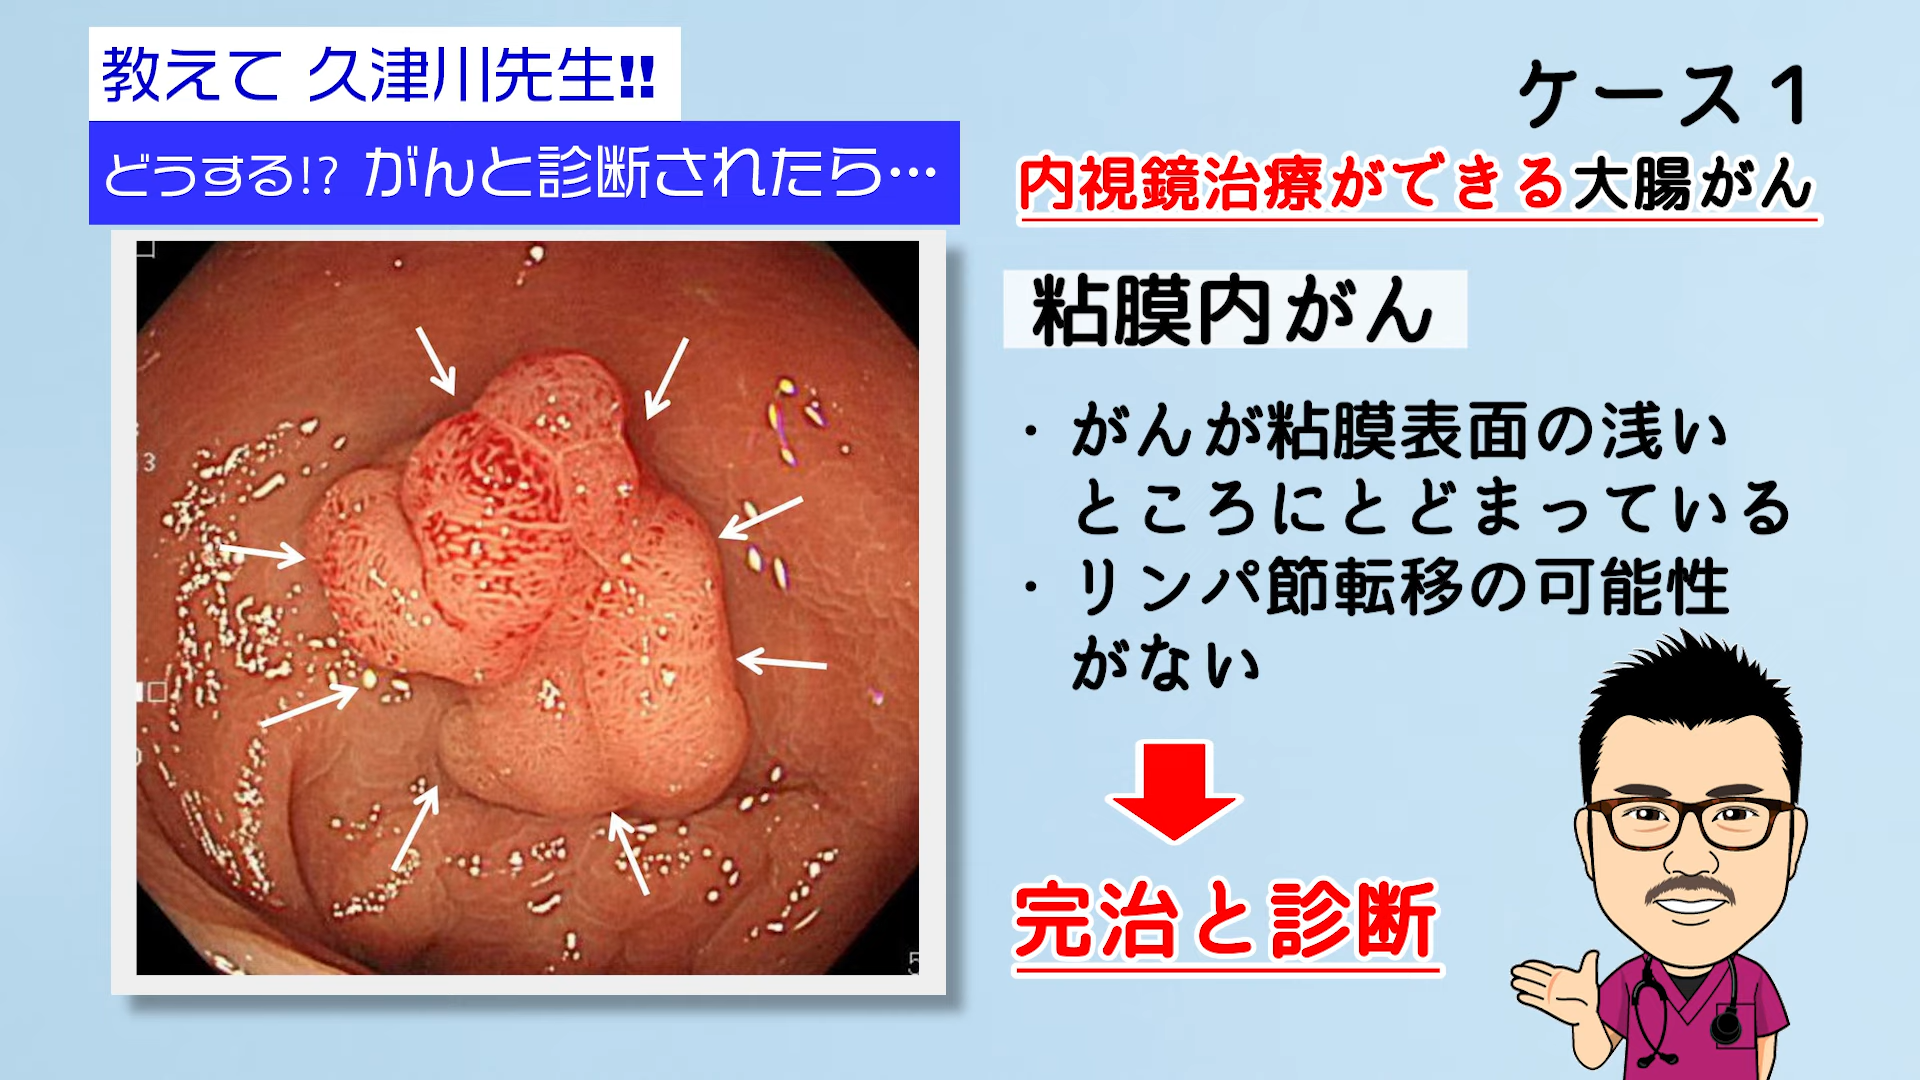 教えて 久津川先生!!
どうする!? がんと診断されたら…
ケース1
内視鏡治療ができる大腸がん
粘膜内がん
・がんが粘膜表面の浅い
ところにとどまっている
・リンパ節転移の可能性
がない
完治と診断
3
5